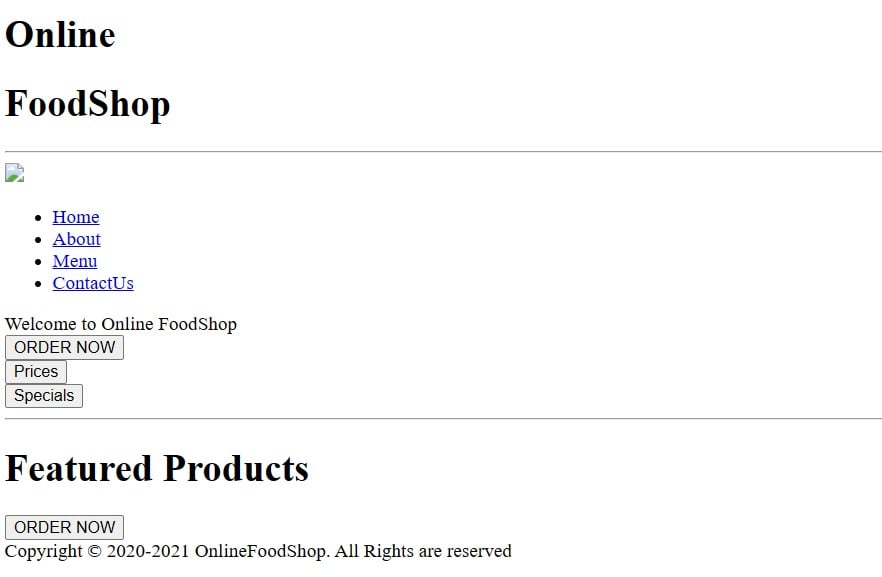 Online
FoodShop
Home
About
Menu
ContactUs
Welcome to Online FoodShop
ORDER NOW
Prices
Specials
Featured Products
ORDER NOW
Copyright © 2020-2021 OnlineFoodShop. All Rights are reserved